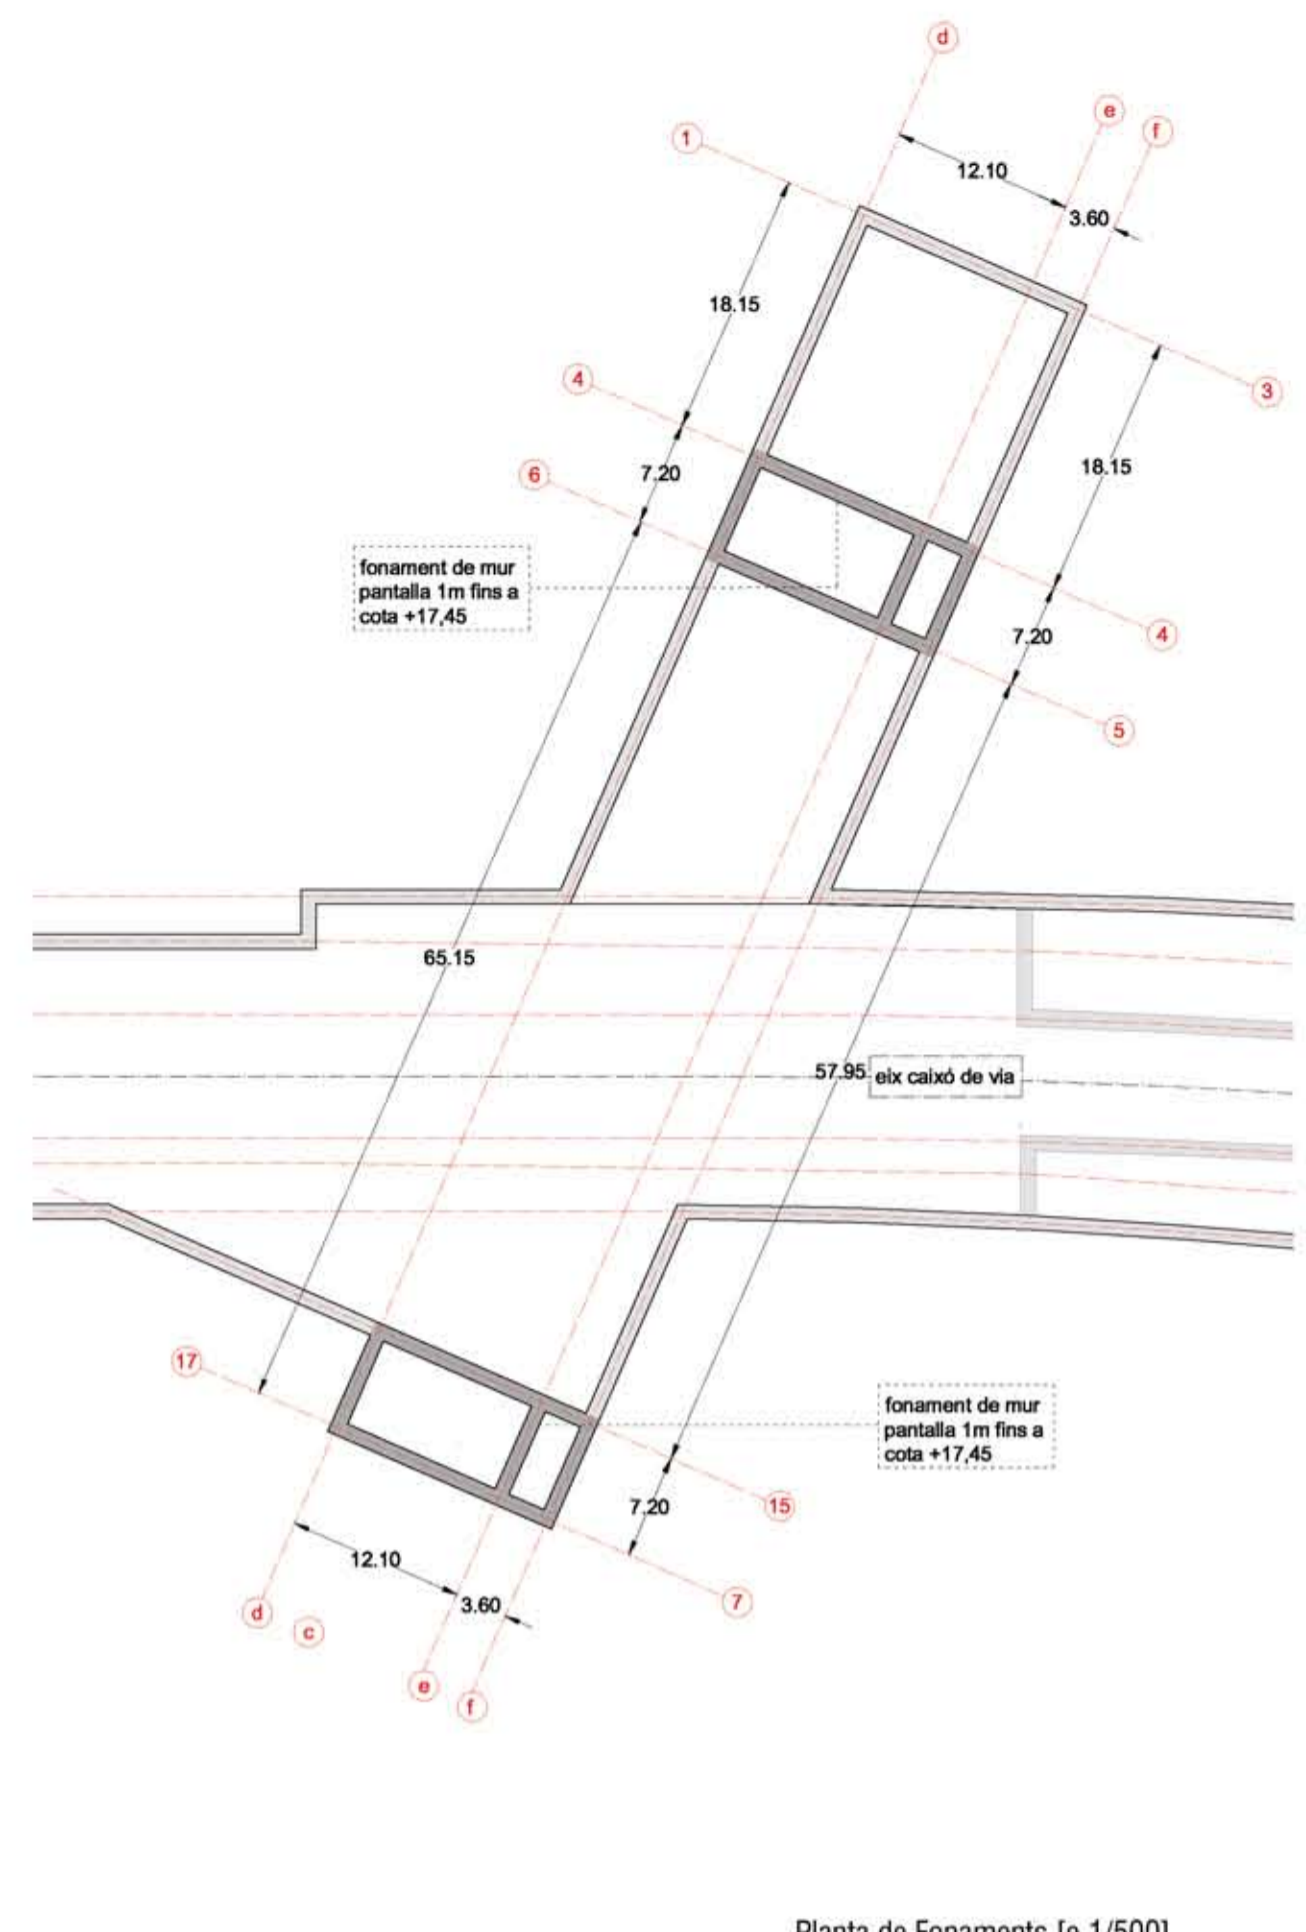 d
e
f
1
12.10
3.60
18.15
4
3
6
7.20
18.15
fonament de mur
pantalla 1m fins a
cota +17,45
7.20
4
5
65.15
57.95
eix caixó de via
17
fonament de mur
pantalla 1m fins a
cota +17,45
7.20
15
12.10
3.60
7
d
c
e
f
Planta de Fonaments [e 1/500]